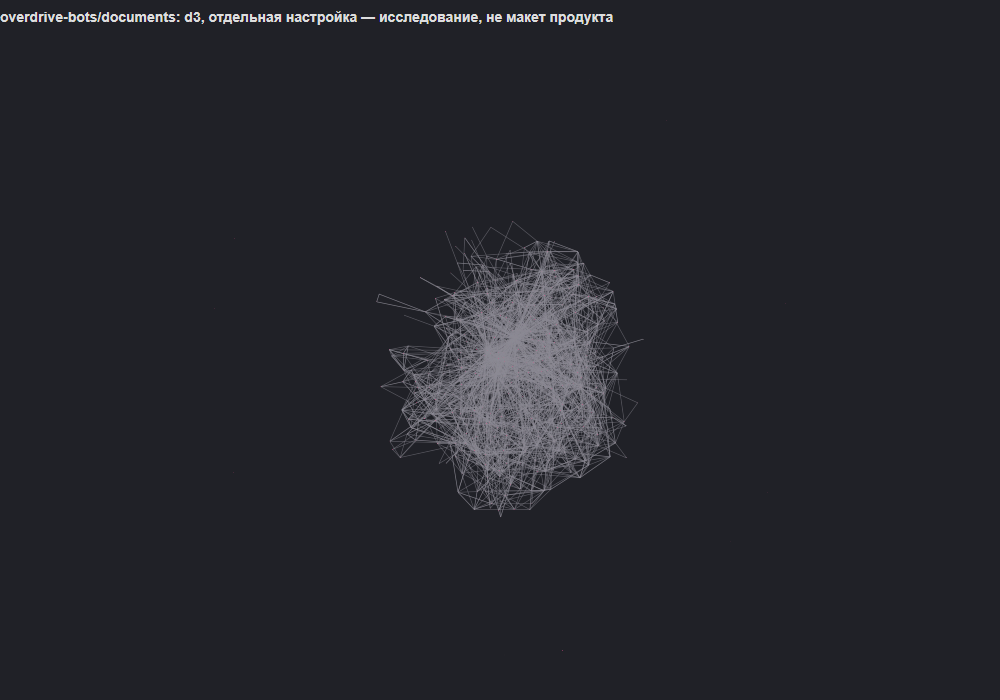 overdrive-bots/documents: d3, отдельная настройка — исследование, не макет продукта